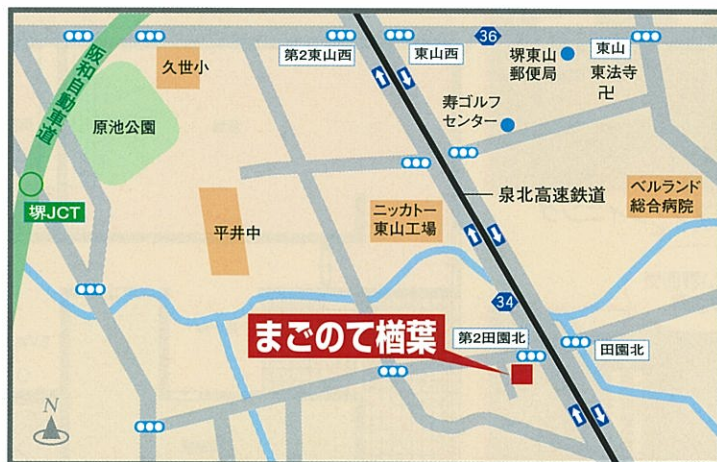 阪和自動車道
久世小
第2東山西
東山西
36
堺東山
郵便局
東山
東法寺
卍
原池公園
寿ゴルフ
センター
堺JCT
平井中
ニッカトー
東山工場
泉北高速鉄道
ベルランド
総合病院
34
まごのて楢葉
第2田園北
田園北
N